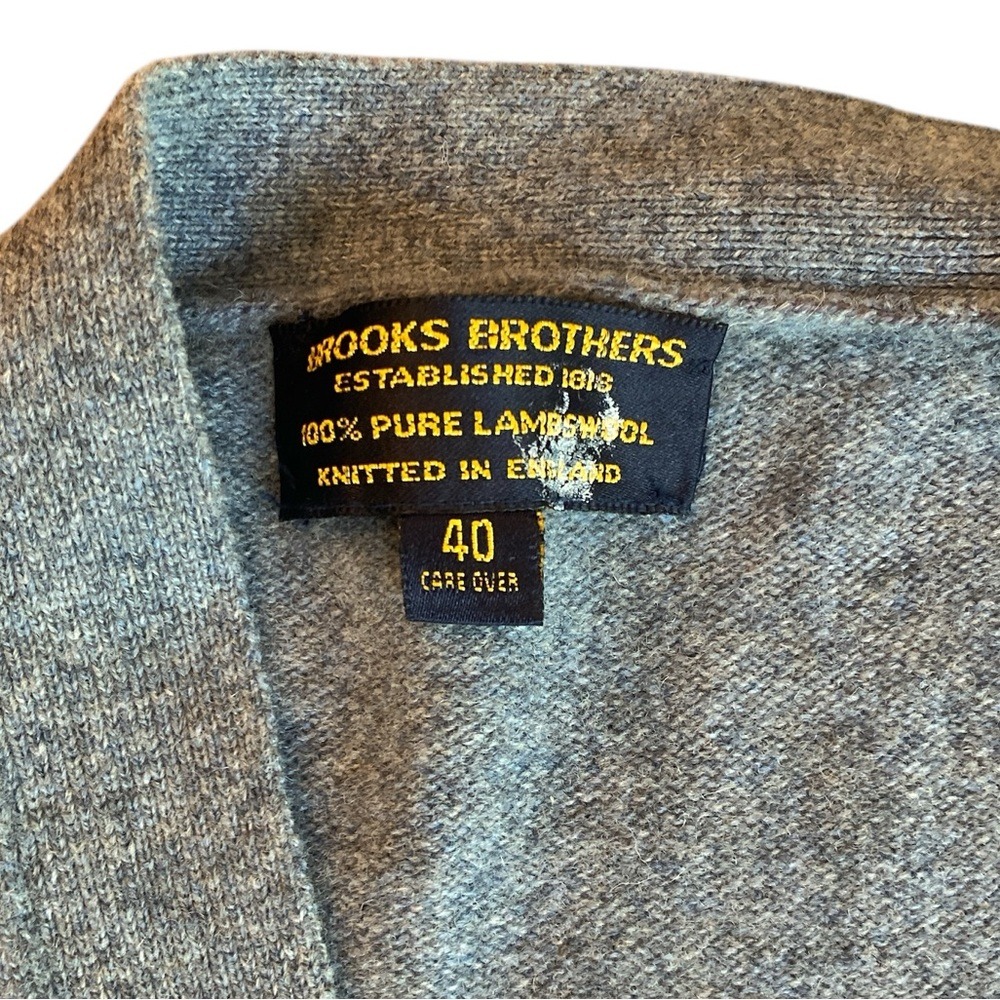 BROOKS BROTHERS
ESTABLISHED 1818
100% PURE LAMBSWOOL
KNITTED IN ENGLAND
40
CARE OVER